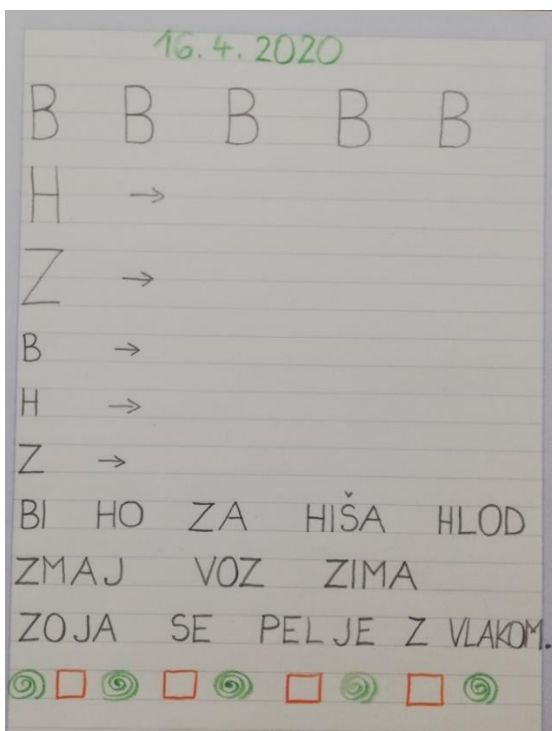 16.4.2020
B B B B B
H →
Z →
B →
H →
Z →
BI HO ZA HIŠA HLOD
ZMAJ VOZ ZIMA
ZOJA SE PELJE Z VLAKOM.